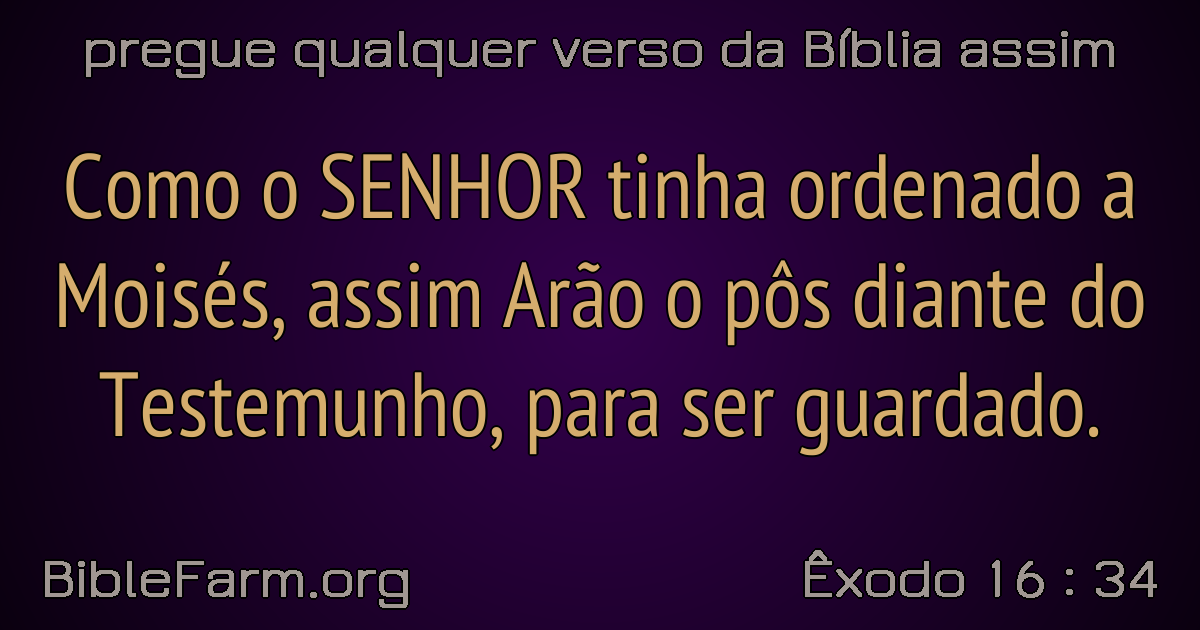 pregue qualquer verso da Bíblia assim
Como o SENHOR tinha ordenado a
Moisés, assim Arão o pôs diante do
Testemunho, para ser guardado.
BibleFarm.org
Êxodo 16 : 34